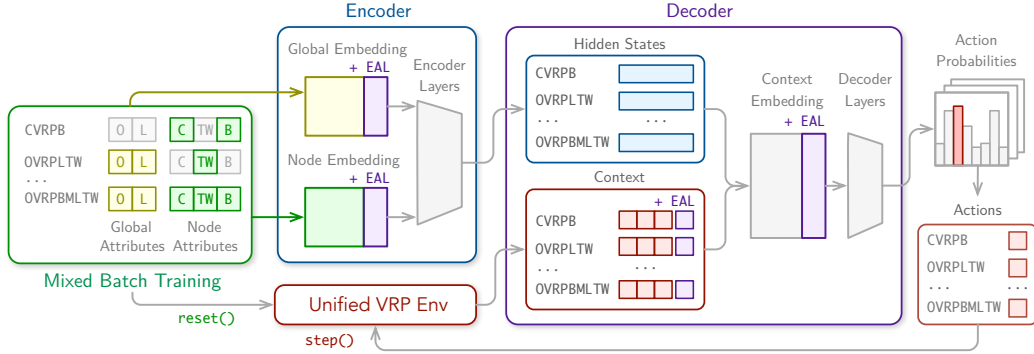 Encoder
Decoder
Global Embedding
+ EAL
Encoder
Layers
Node Embedding
+ EAL
Hidden States
CVRPB
OVRPLTW
... ...
OVRPBMLTW
Context
+ EAL
CVRPB
OVRPLTW
... ...
OVRPBMLTW
Context
Embedding
+ EAL
Decoder
Layers
Action
Probabilities
CVRPB O L C TW B
OVRPLTW O L C TW B
...
OVRPBMLTW O L C TW B
Global
Attributes
Node
Attributes
Mixed Batch Training
reset()
Unified VRP Env
step()
Actions
CVRPB
OVRPLTW
... ...
OVRPBMLTW